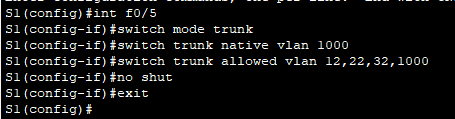 S1(config)#int f0/5
S1(config-if)#switch mode trunk
S1(config-if)#switch trunk native vlan 1000
S1(config-if)#switch trunk allowed vlan 12,22,32,1000
S1(config-if)#no shut
S1(config-if)#exit
S1(config)#